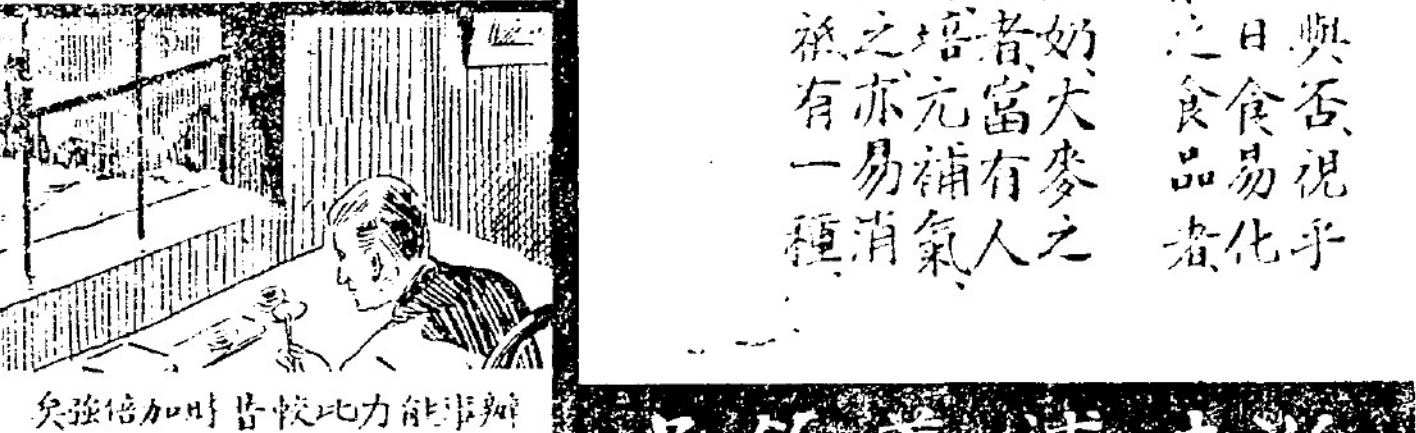 與否視乎
日食易化
之食品者
奶、大麥之
者、當有人
培元補氣、
之、亦易消
祇有一種、
辦事能力比較昔時加倍強矣